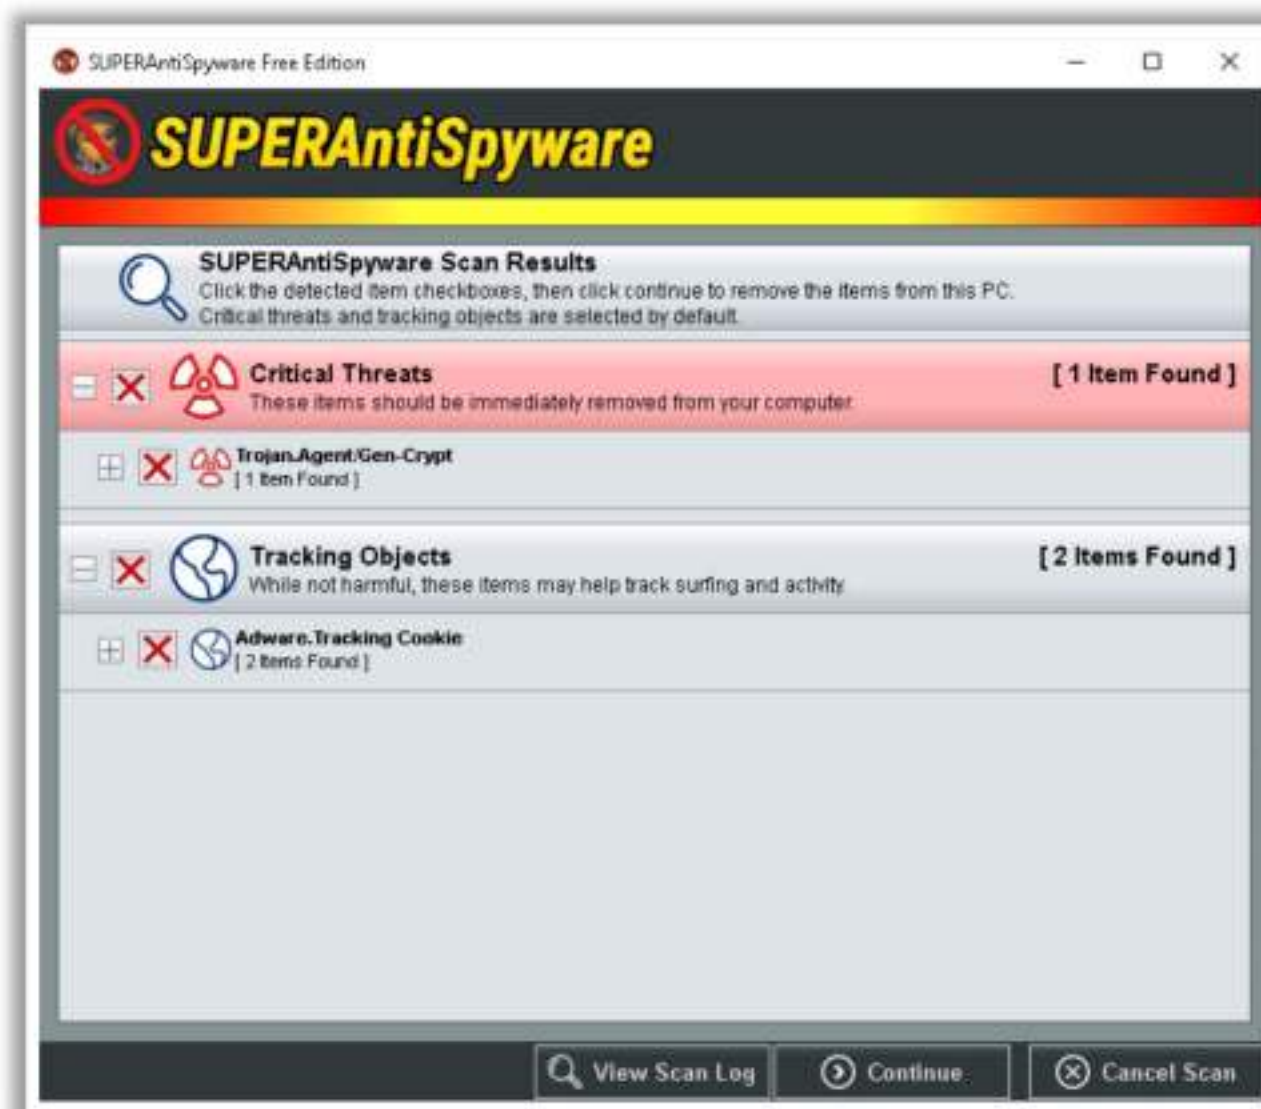 SUPERAntiSpyware Free Edition
SUPERAntiSpyware
SUPERAntiSpyware Scan Results
Click the detected item checkboxes, then click continue to remove the items from this PC.
Critical threats and tracking objects are selected by default.
Critical Threats
[ 1 Item Found ]
These items should be immediately removed from your computer.
Trojan.Agent/Gen-Crypt
[ 1 Item Found ]
Tracking Objects
[ 2 Items Found ]
While not harmful, these items may help track surfing and activity.
Adware.Tracking Cookie
[ 2 Items Found ]
View Scan Log
Continue
Cancel Scan